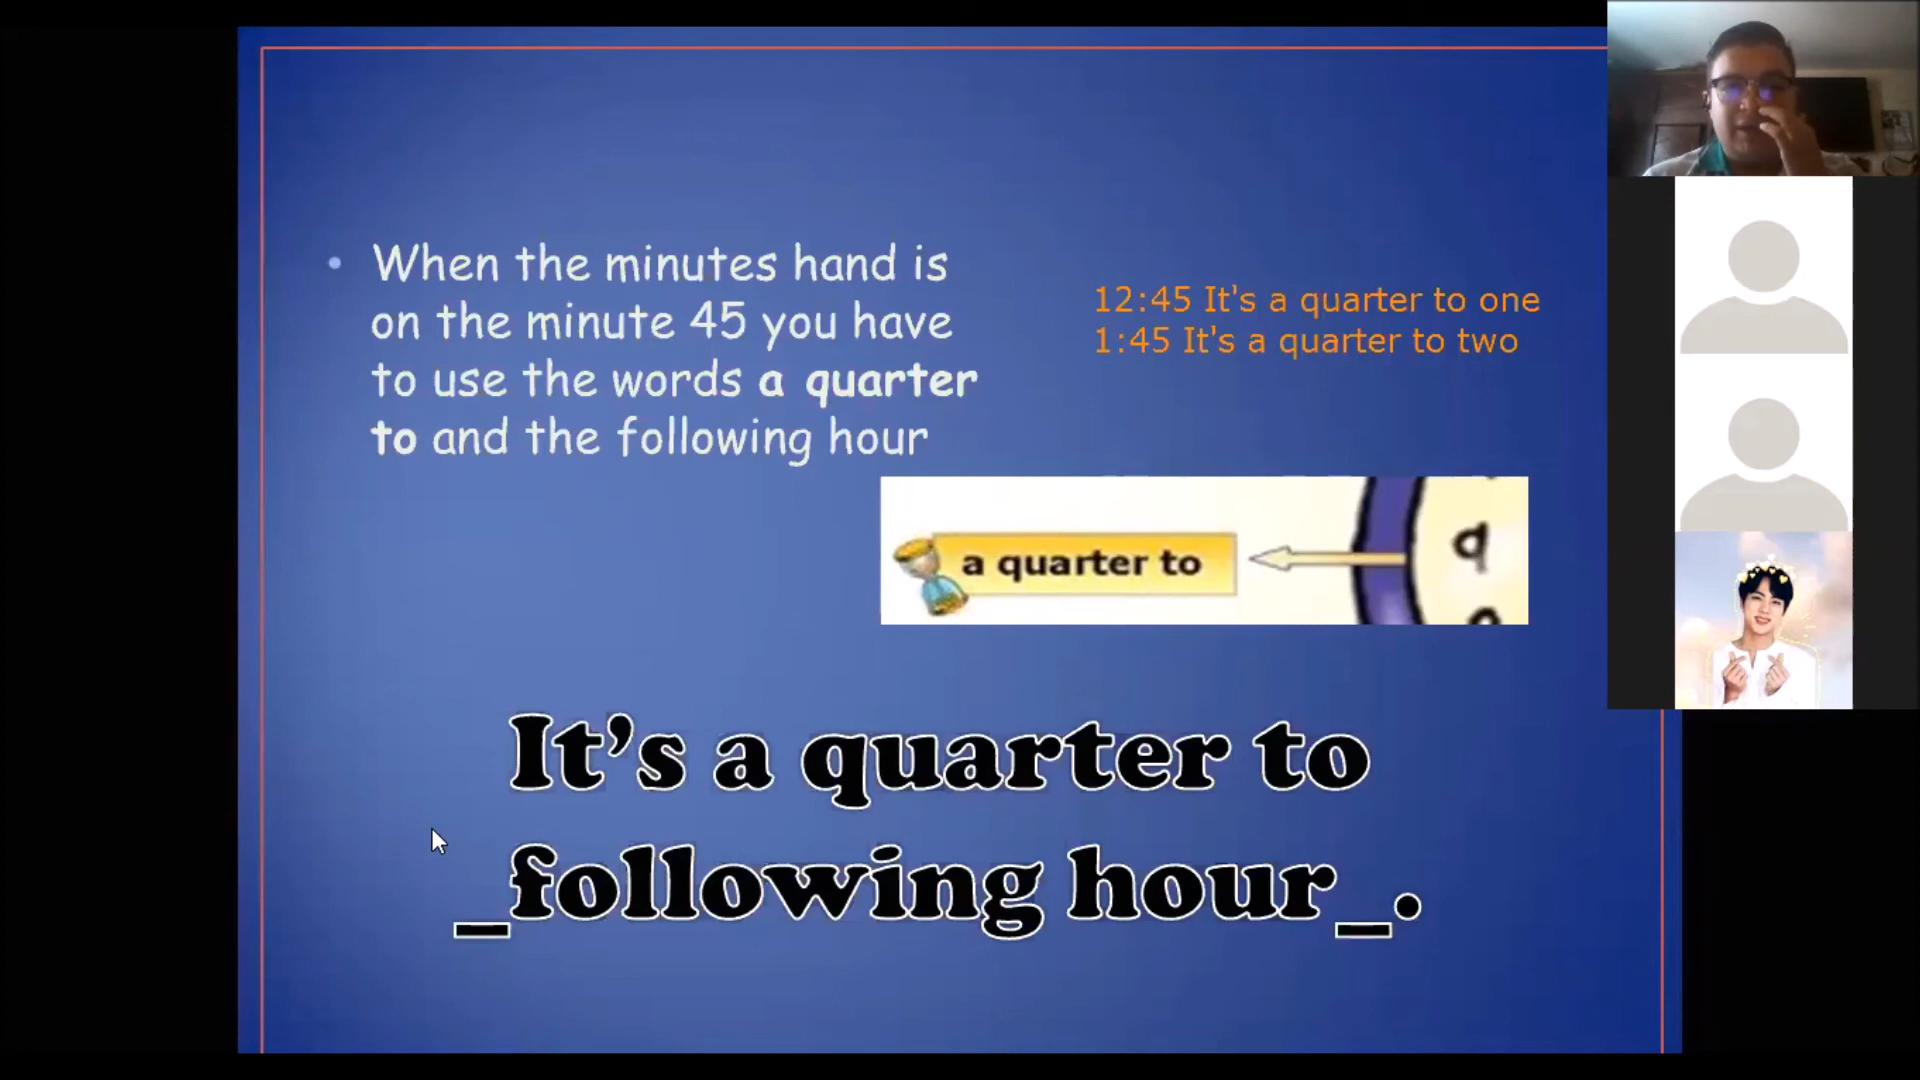 When the minutes hand is
on the minute 45 you have
to use the words a quarter
to and the following hour
12:45 It's a quarter to one
1:45 It's a quarter to two
a quarter to
9
It's a quarter to
_following hour_.